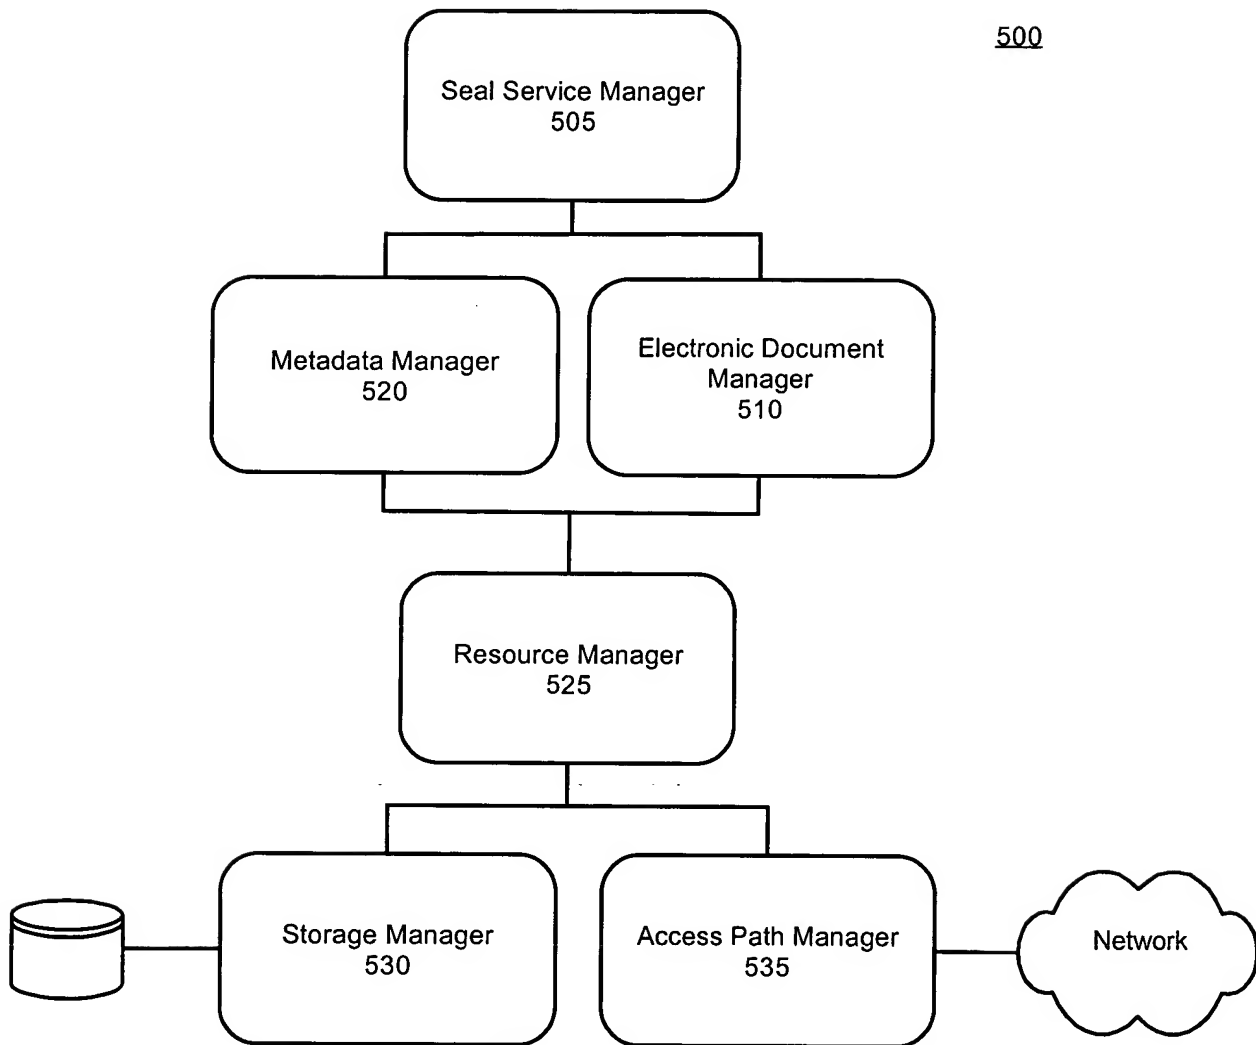 500
Seal Service Manager
505
Metadata Manager
520
Electronic Document
Manager
510
Resource Manager
525
Storage Manager
530
Access Path Manager
535
Network